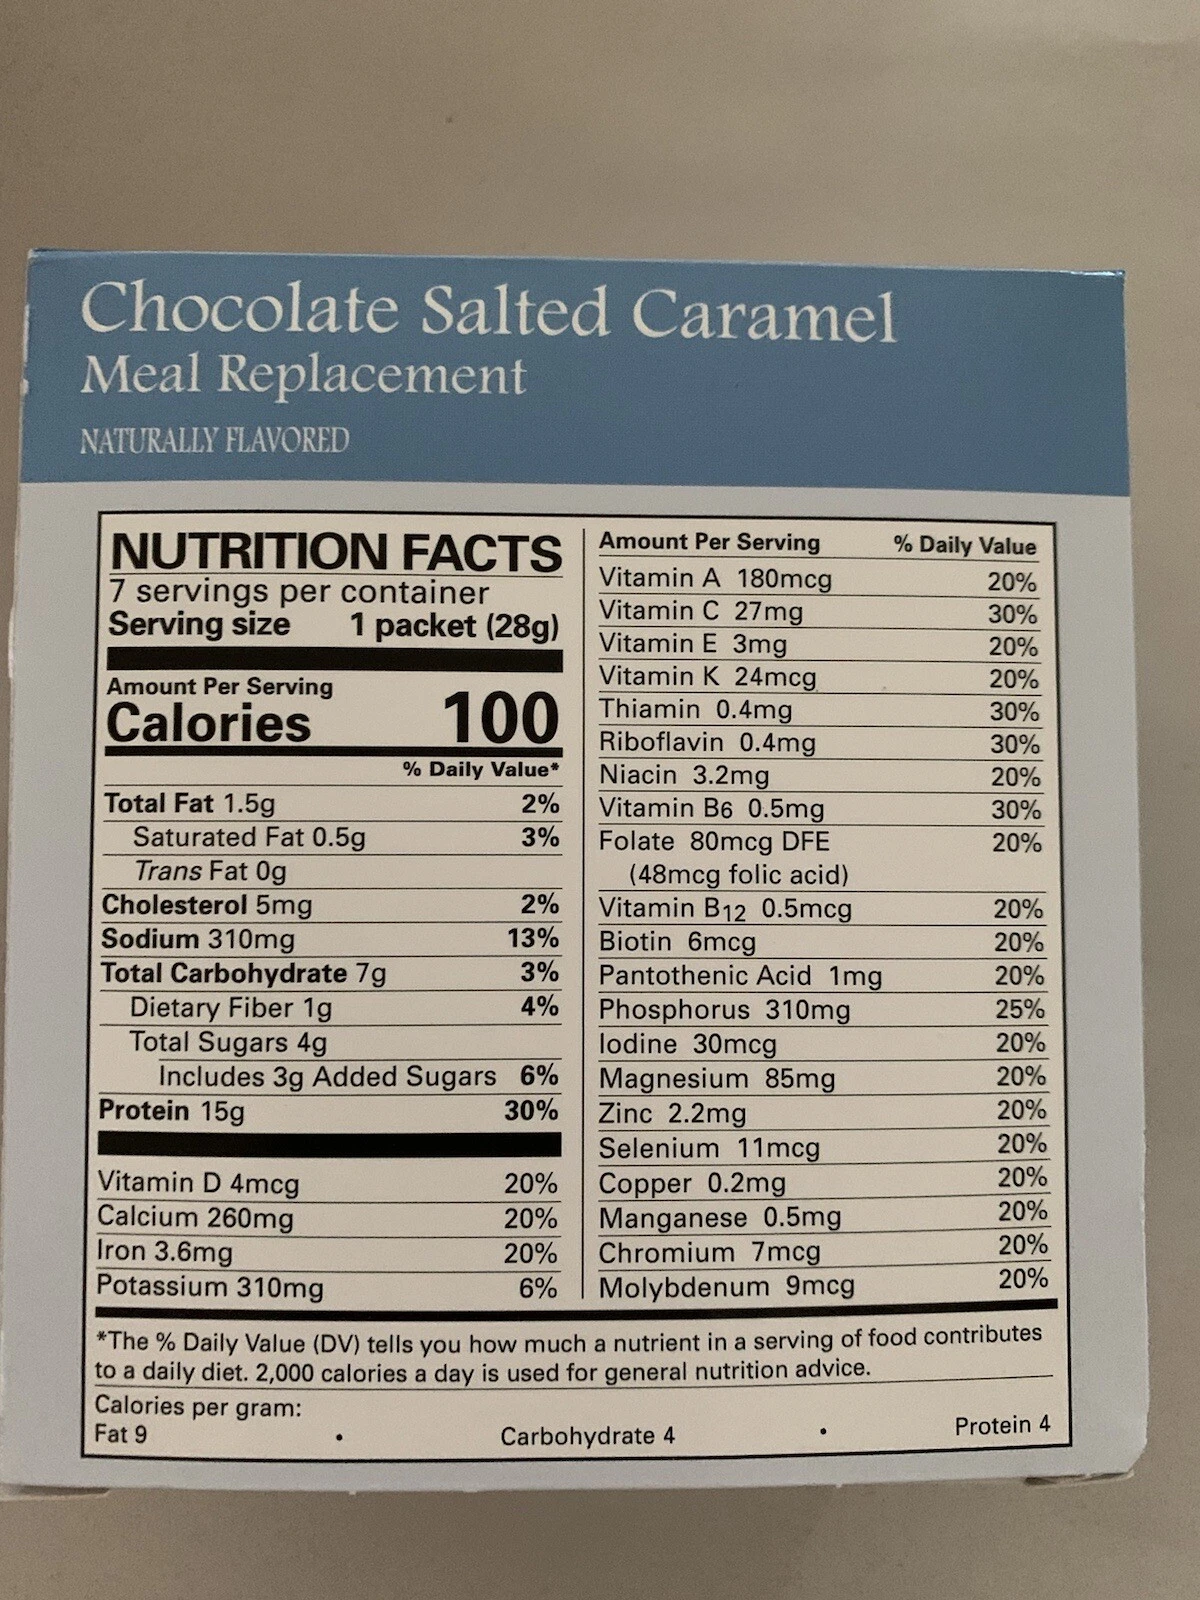 Chocolate Salted Caramel
Meal Replacement
NATURALLY FLAVORED
NUTRITION FACTS
7 servings per container
Serving size 1 packet (28g)
Amount Per Serving
Calories 100
% Daily Value*
Total Fat 1.5g 2%
Saturated Fat 0.5g 3%
Trans Fat 0g
Cholesterol 5mg 2%
Sodium 310mg 13%
Total Carbohydrate 7g 3%
Dietary Fiber 1g 4%
Total Sugars 4g
Includes 3g Added Sugars 6%
Protein 15g 30%
Vitamin D 4mcg 20%
Calcium 260mg 20%
Iron 3.6mg 20%
Potassium 310mg 6%
Amount Per Serving % Daily Value
Vitamin A 180mcg 20%
Vitamin C 27mg 30%
Vitamin E 3mg 20%
Vitamin K 24mcg 20%
Thiamin 0.4mg 30%
Riboflavin 0.4mg 30%
Niacin 3.2mg 20%
Vitamin B6 0.5mg 30%
Folate 80mcg DFE 20%
(48mcg folic acid)
Vitamin B12 0.5mcg 20%
Biotin 6mcg 20%
Pantothenic Acid 1mg 20%
Phosphorus 310mg 25%
Iodine 30mcg 20%
Magnesium 85mg 20%
Zinc 2.2mg 20%
Selenium 11mcg 20%
Copper 0.2mg 20%
Manganese 0.5mg 20%
Chromium 7mcg 20%
Molybdenum 9mcg 20%
*The % Daily Value (DV) tells you how much a nutrient in a serving of food contributes
to a daily diet. 2,000 calories a day is used for general nutrition advice.
Calories per gram:
Fat 9 • Carbohydrate 4 • Protein 4